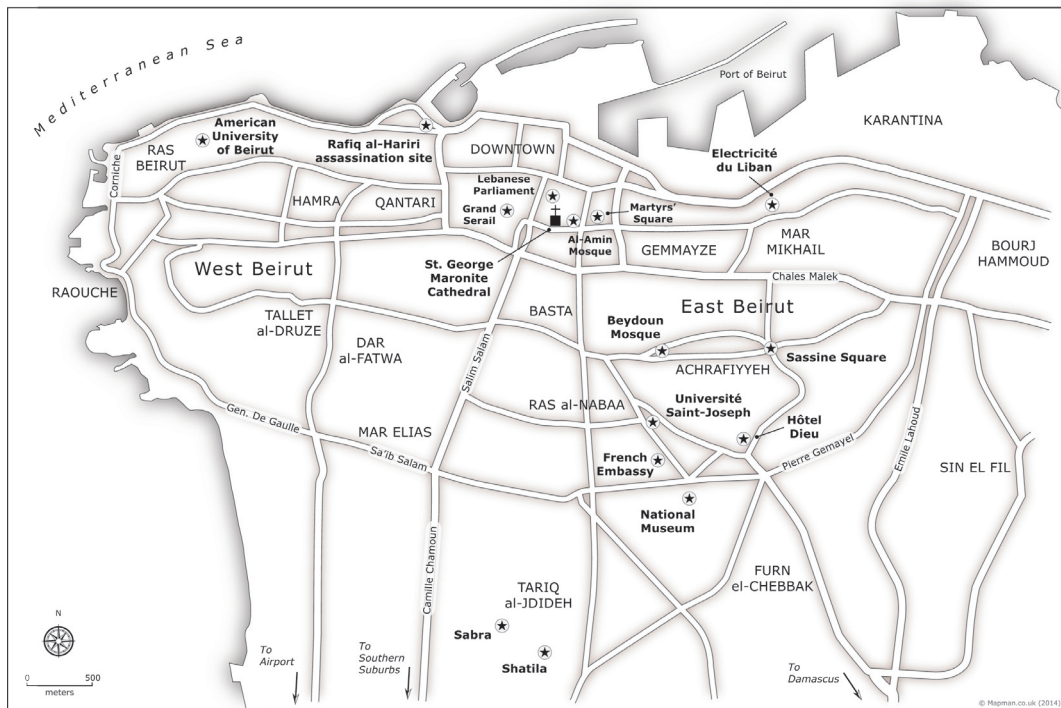 Mediterranean Sea
Port of Beirut
KARANTINA
American
University
of Beirut
RAS
BEIRUT
Corniche
Rafiq al-Hariri
assassination site
DOWNTOWN
Electricité
du Liban
HAMRA
QANTARI
Lebanese
Parliament
Grand
Serail
Martyrs'
Square
Al-Amin
Mosque
GEMMAYZE
MAR
MIKHAIL
BOURJ
HAMMOUD
West Beirut
St. George
Maronite
Cathedral
Chales Malek
RAOUCHE
East Beirut
TALLET
al-DRUZE
BASTA
Beydoun
Mosque
Sassine Square
DAR
al-FATWA
Salim Salam
ACHRAFIYYEH
Université
Saint-Joseph
RAS al-NABAA
Gen. De Gaulle
MAR ELIAS
Sa'ib Salam
Hôtel
Dieu
French
Embassy
Pierre Gemayel
Emile Lahoud
SIN EL FIL
National
Museum
Camille Chamoun
TARIQ
al-JDIDEH
FURN
el-CHEBBAK
Sabra
Shatila
N
0 500
meters
To
Airport
To
Southern
Suburbs
To
Damascus
© Mapman.co.uk (2014)